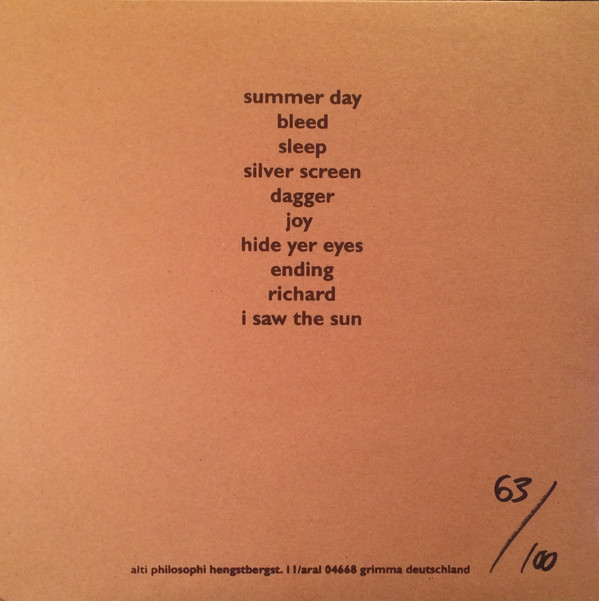 summer day
bleed
sleep
silver screen
dagger
joy
hide yer eyes
ending
richard
i saw the sun
63/100
alti philosophi hengstbergst. 11/aral 04668 grimma deutschland